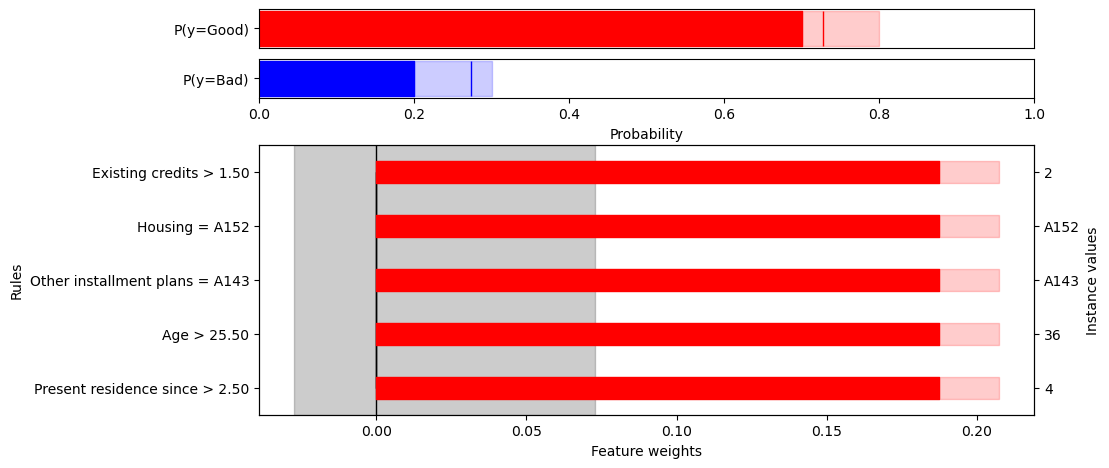 P(y=Good)
P(y=Bad)
0.0 0.2 0.4 0.6 0.8 1.0
Probability
Existing credits > 1.50 2
Housing = A152 A152
Other installment plans = A143 A143
Age > 25.50 36
Present residence since > 2.50 4
Rules
Instance values
0.00 0.05 0.10 0.15 0.20
Feature weights